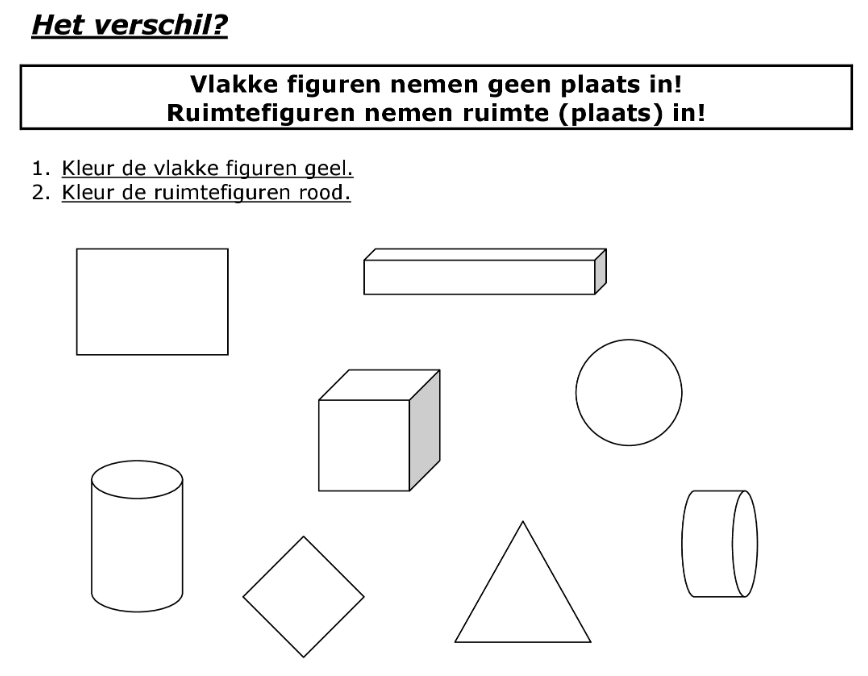 Het verschil?
Vlakke figuren nemen geen plaats in!
Ruimtefiguren nemen ruimte (plaats) in!
1. Kleur de vlakke figuren geel.
2. Kleur de ruimtefiguren rood.